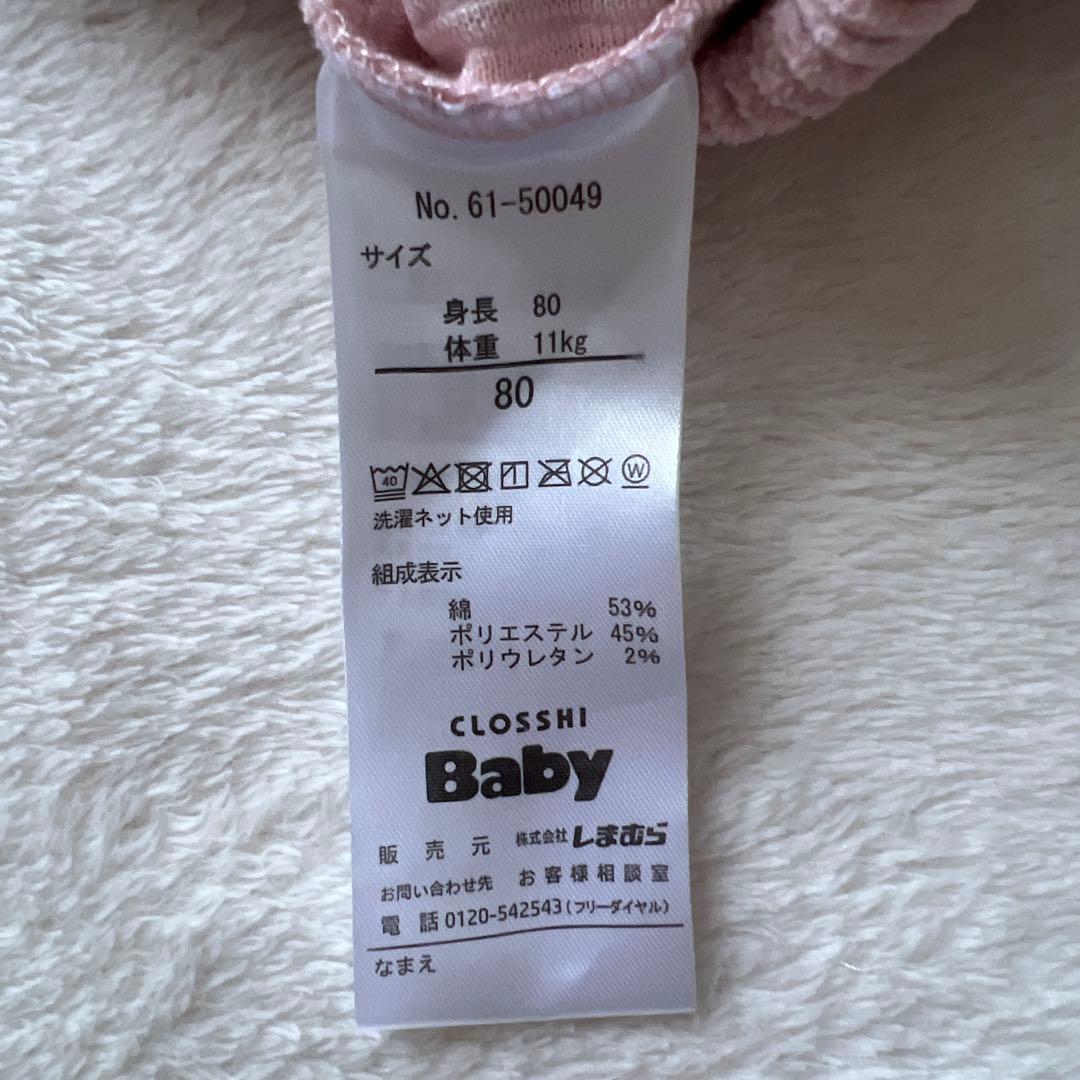 No. 61-50049
サイズ
身長 80
体重 11kg
80
40 W
洗濯ネット使用
組成表示
綿 53%
ポリエステル 45%
ポリウレタン 2%
CLOSSHI
Baby
販売元 株式会社しまむら
お問い合わせ先 お客様相談室
電話 0120-542543(フリーダイヤル)
なまえ